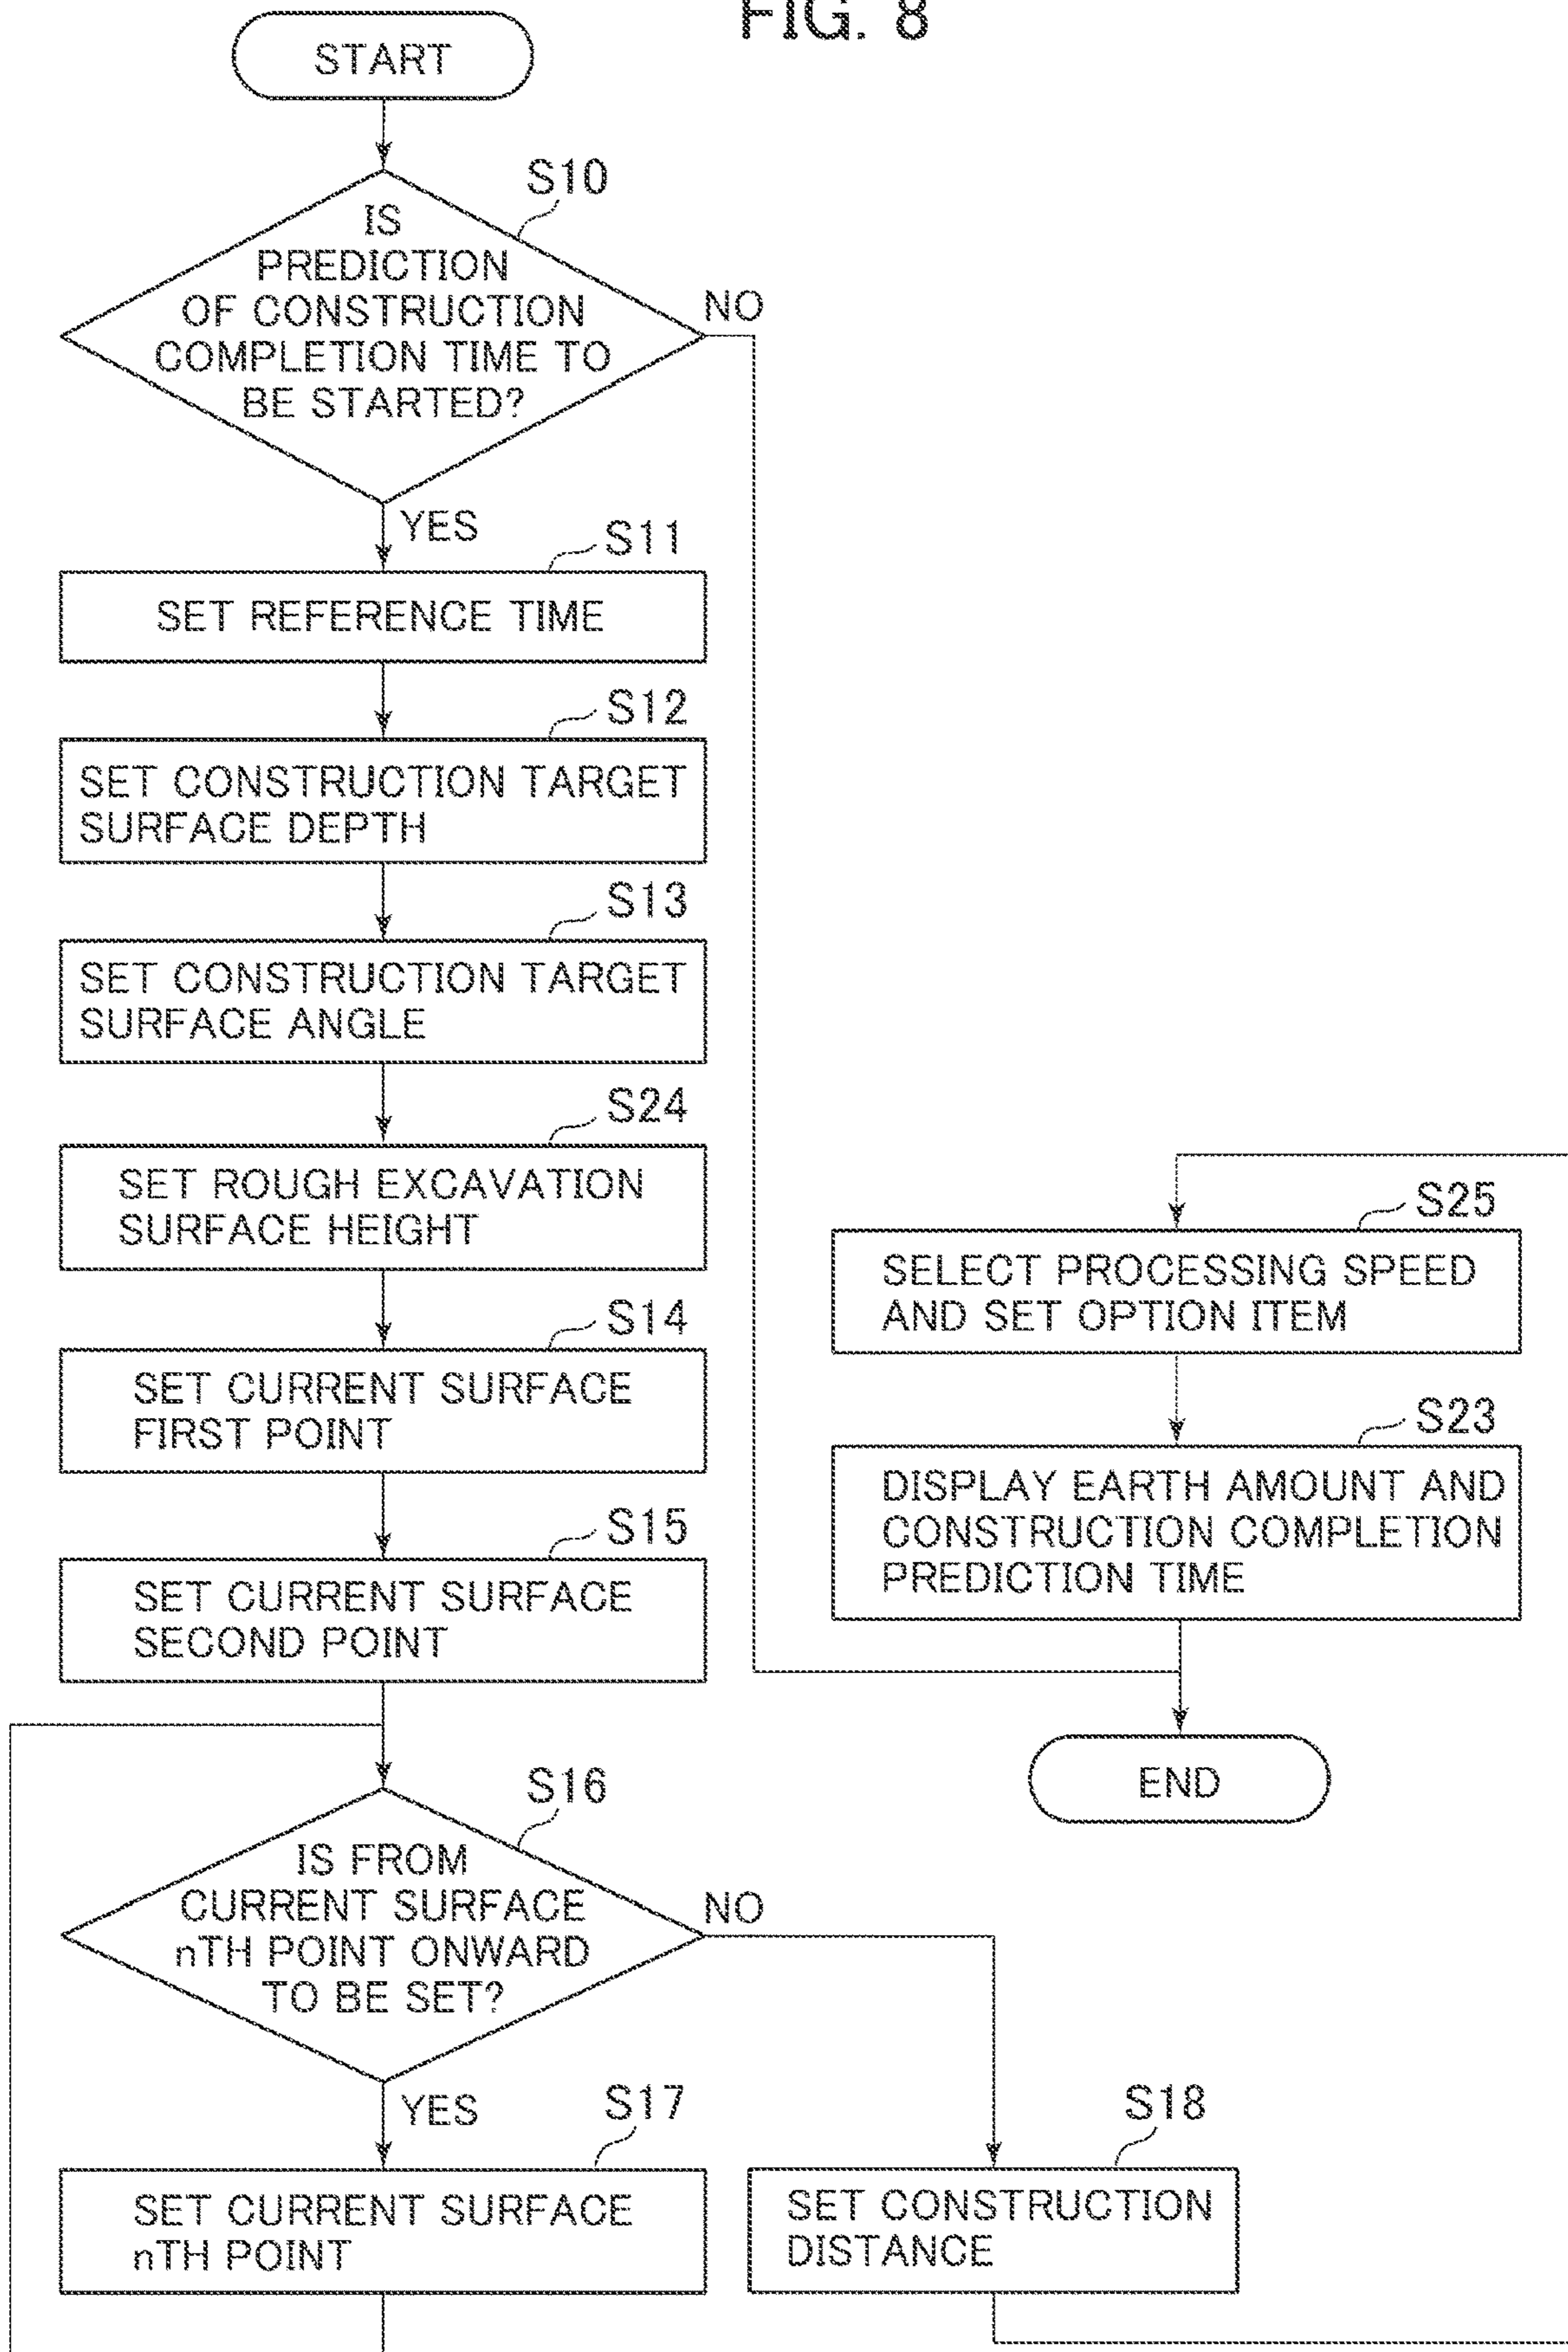 FIG. 8
START
S10
IS
PREDICTION
OF CONSTRUCTION
COMPLETION TIME TO
BE STARTED?
NO
YES
S11
SET REFERENCE TIME
S12
SET CONSTRUCTION TARGET
SURFACE DEPTH
S13
SET CONSTRUCTION TARGET
SURFACE ANGLE
S24
SET ROUGH EXCAVATION
SURFACE HEIGHT
S14
SET CURRENT SURFACE
FIRST POINT
S15
SET CURRENT SURFACE
SECOND POINT
S16
IS FROM
CURRENT SURFACE
nTH POINT ONWARD
TO BE SET?
NO
YES
S17
SET CURRENT SURFACE
nTH POINT
S18
SET CONSTRUCTION
DISTANCE
S25
SELECT PROCESSING SPEED
AND SET OPTION ITEM
S23
DISPLAY EARTH AMOUNT AND
CONSTRUCTION COMPLETION
PREDICTION TIME
END